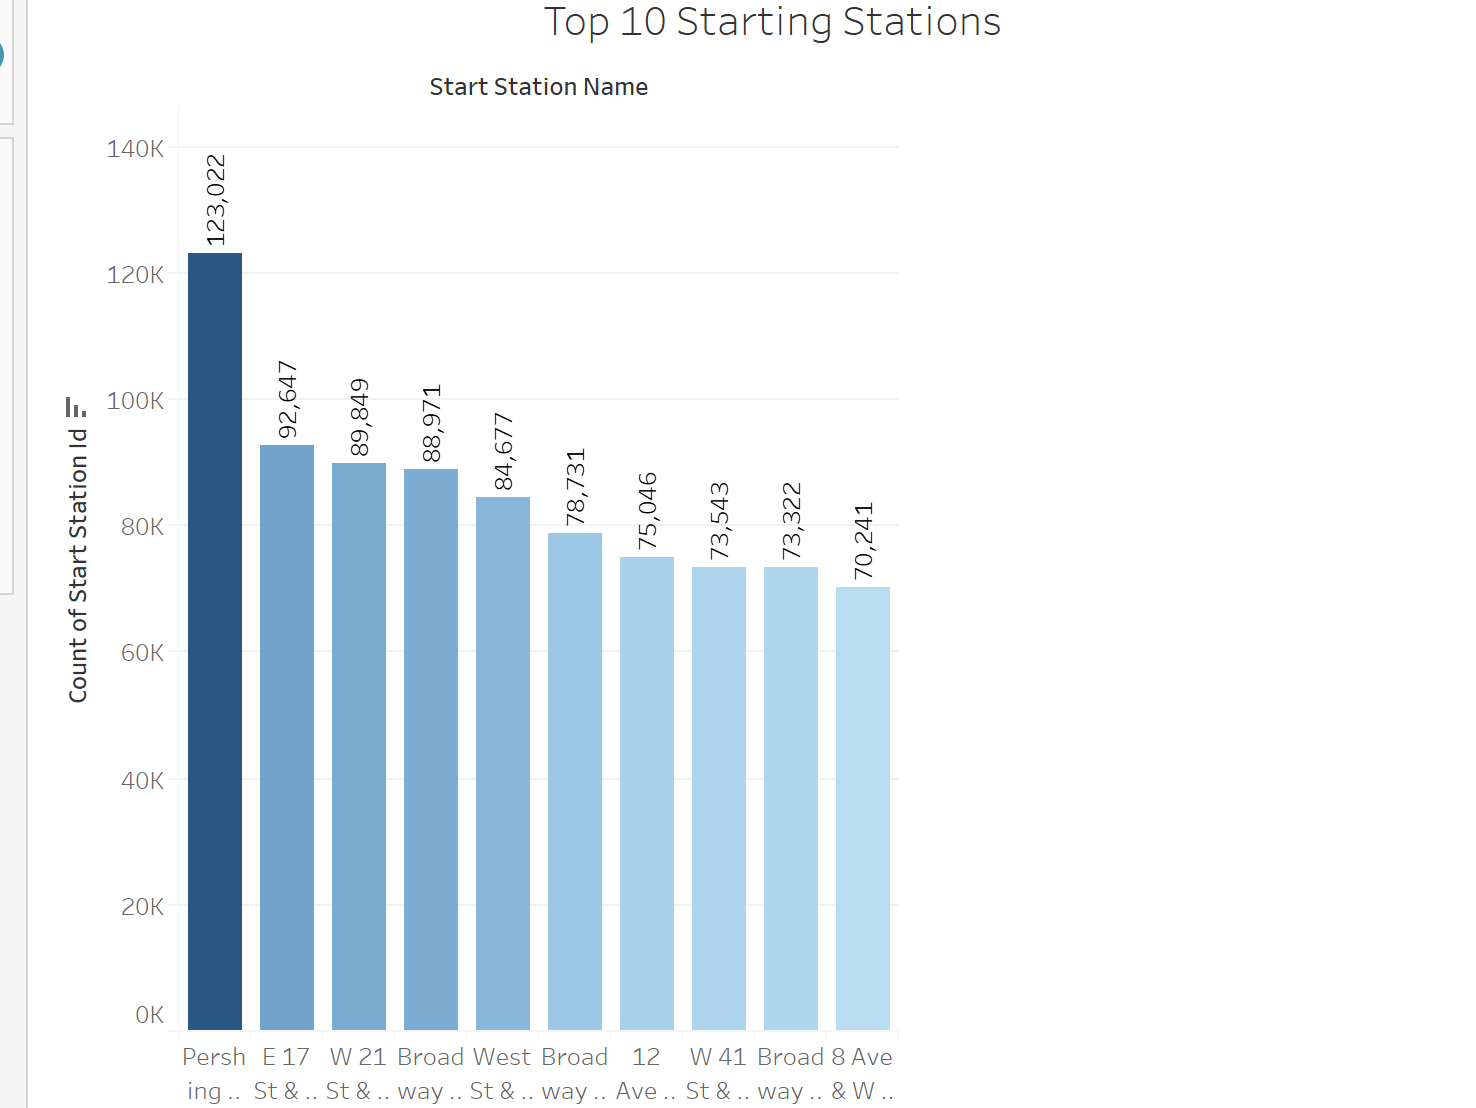 Top 10 Starting Stations
Start Station Name
Count of Start Station Id
140K
120K
100K
80K
60K
40K
20K
0K
123,022
92,647
89,849
88,971
84,677
78,731
75,046
73,543
73,322
70,241
Persh
ing ..
E 17
St & ..
W 21
St & ..
Broad
way ..
West
St & ..
Broad
way ..
12
Ave ..
W 41
St & ..
Broad
way ..
8 Ave
& W ..